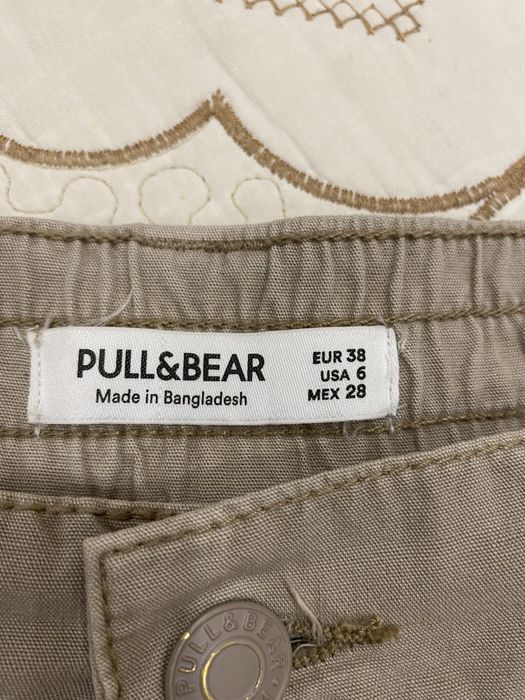 PULL&BEAR
Made in Bangladesh
EUR 38
USA 6
MEX 28
PULL&BEAR